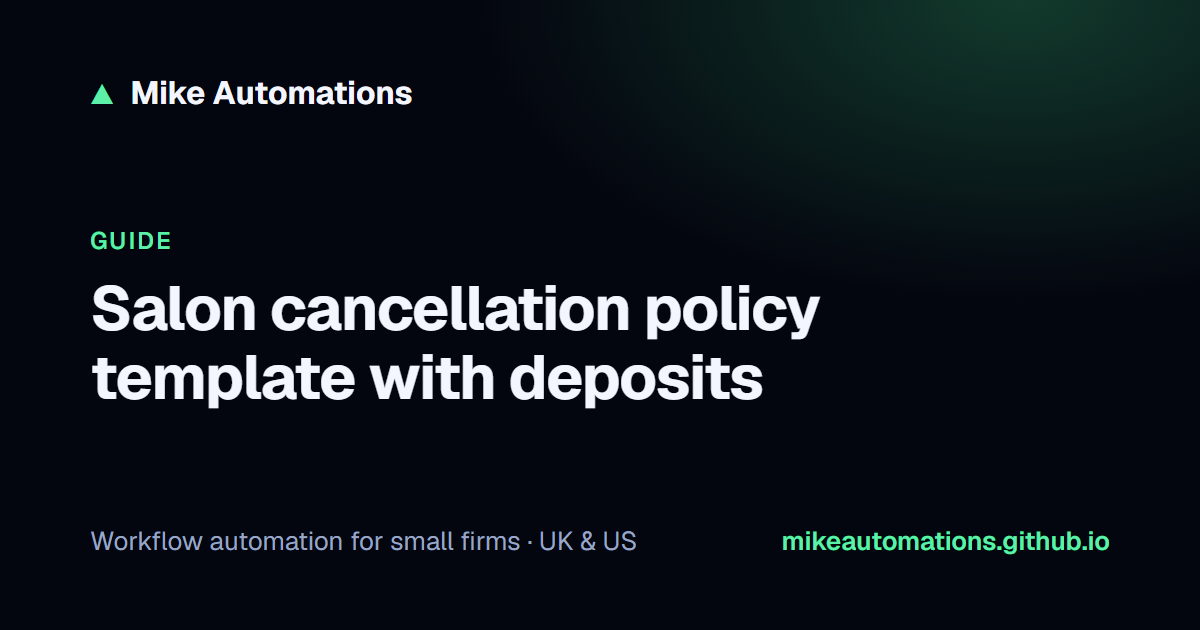 Mike Automations
GUIDE
Salon cancellation policy
template with deposits
Workflow automation for small firms · UK & US
mikeautomations.github.io